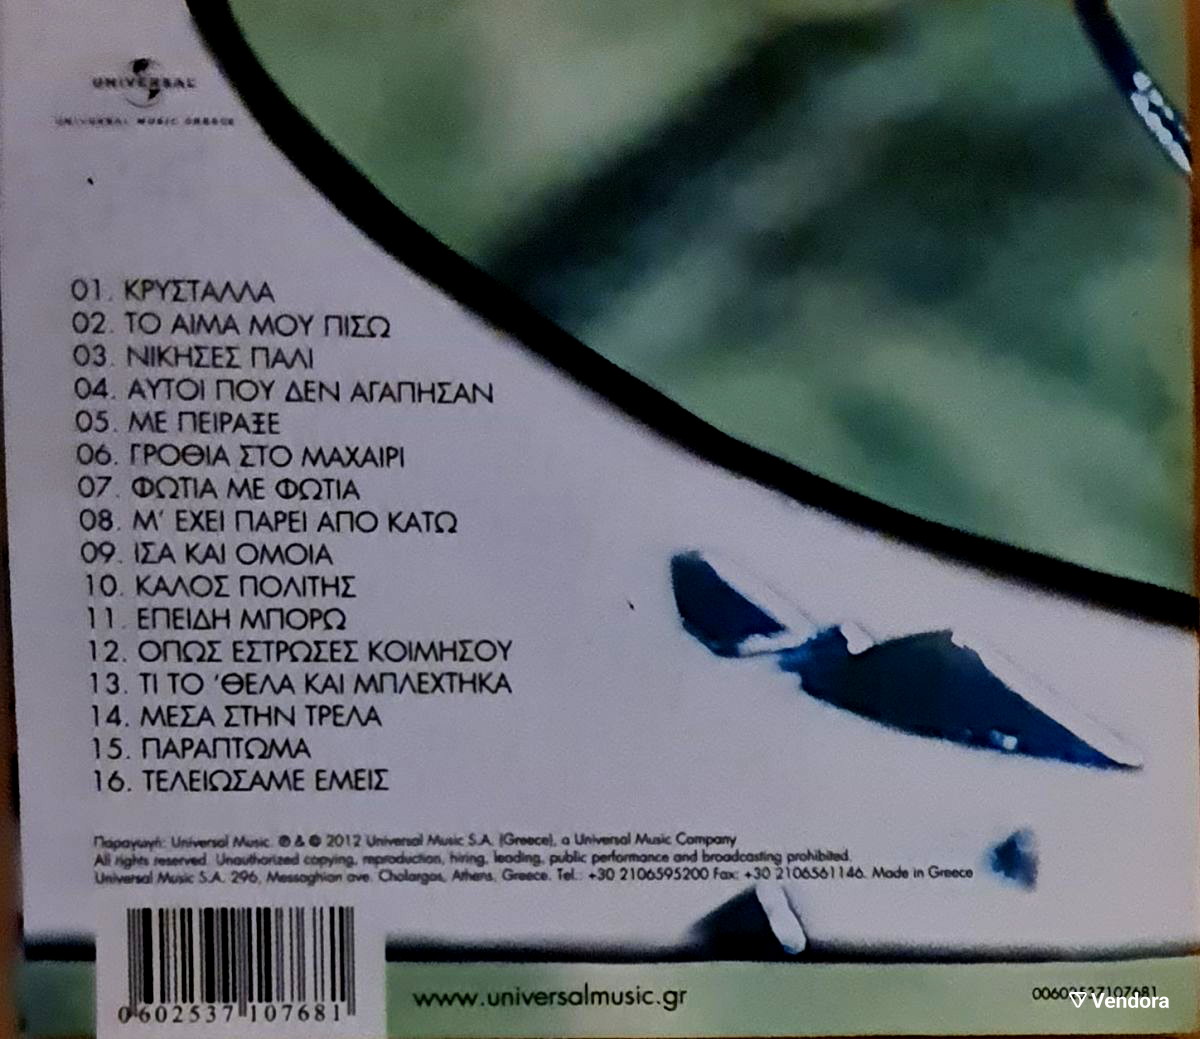 UNIVERSAL
UNIVERSAL MUSIC GREECE
01. ΚΡΥΣΤΑΛΛΑ
02. ΤΟ ΑΙΜΑ ΜΟΥ ΠΙΣΩ
03. ΝΙΚΗΣΕΣ ΠΑΛΙ
04. ΑΥΤΟΙ ΠΟΥ ΔΕΝ ΑΓΑΠΗΣΑΝ
05. ΜΕ ΠΕΙΡΑΞΕ
06. ΓΡΟΘΙΑ ΣΤΟ ΜΑΧΑΙΡΙ
07. ΦΩΤΙΑ ΜΕ ΦΩΤΙΑ
08. Μ' ΕΧΕΙ ΠΑΡΕΙ ΑΠΟ ΚΑΤΩ
09. ΙΣΑ ΚΑΙ ΟΜΟΙΑ
10. ΚΑΛΟΣ ΠΟΛΙΤΗΣ
11. ΕΠΕΙΔΗ ΜΠΟΡΩ
12. ΟΠΩΣ ΕΣΤΡΩΣΕΣ ΚΟΙΜΗΣΟΥ
13. ΤΙ ΤΟ 'ΘΕΛΑ ΚΑΙ ΜΠΛΕΧΤΗΚΑ
14. ΜΕΣΑ ΣΤΗΝ ΤΡΕΛΑ
15. ΠΑΡΑΠΤΩΜΑ
16. ΤΕΛΕΙΩΣΑΜΕ ΕΜΕΙΣ
Παραγωγή: Universal Music. ℗ & © 2012 Universal Music S.A. (Greece), a Universal Music Company
All rights reserved. Unauthorized copying, reproduction, hiring, leading, public performance and broadcasting prohibited.
Universal Music S.A. 296, Messoghion ave. Cholargos, Athens, Greece. Tel.: +30 2106595200 Fax: +30 2106561146. Made in Greece
0 602537 107681
www.universalmusic.gr
00602537107681
Vendora